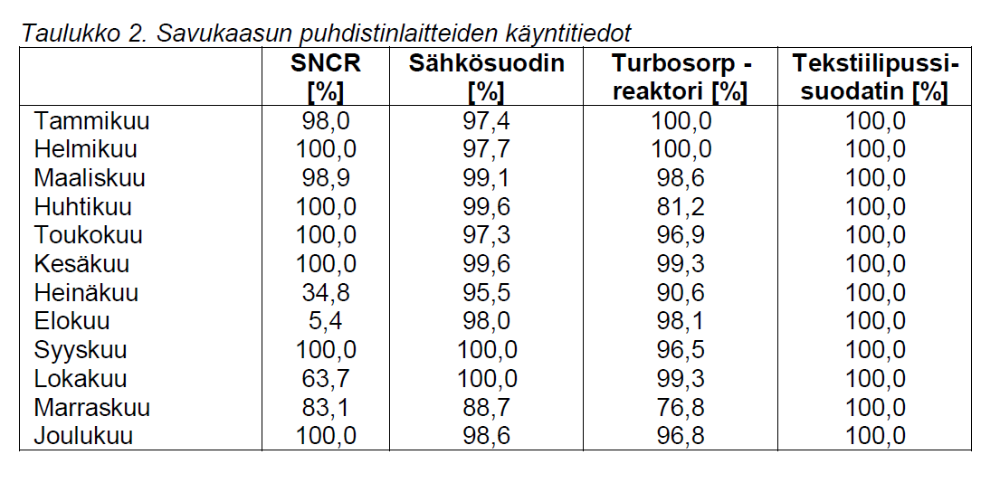 Taulukko 2. Savukaasun puhdistinlaitteiden käyntitiedot
SNCR [%] Sähkösuodin [%] Turbosorp - reaktori [%] Tekstiilipussi- suodatin [%]
Tammikuu 98,0 97,4 100,0 100,0
Helmikuu 100,0 97,7 100,0 100,0
Maaliskuu 98,9 99,1 98,6 100,0
Huhtikuu 100,0 99,6 81,2 100,0
Toukokuu 100,0 97,3 96,9 100,0
Kesäkuu 100,0 99,6 99,3 100,0
Heinäkuu 34,8 95,5 90,6 100,0
Elokuu 5,4 98,0 98,1 100,0
Syyskuu 100,0 100,0 96,5 100,0
Lokakuu 63,7 100,0 99,3 100,0
Marraskuu 83,1 88,7 76,8 100,0
Joulukuu 100,0 98,6 96,8 100,0